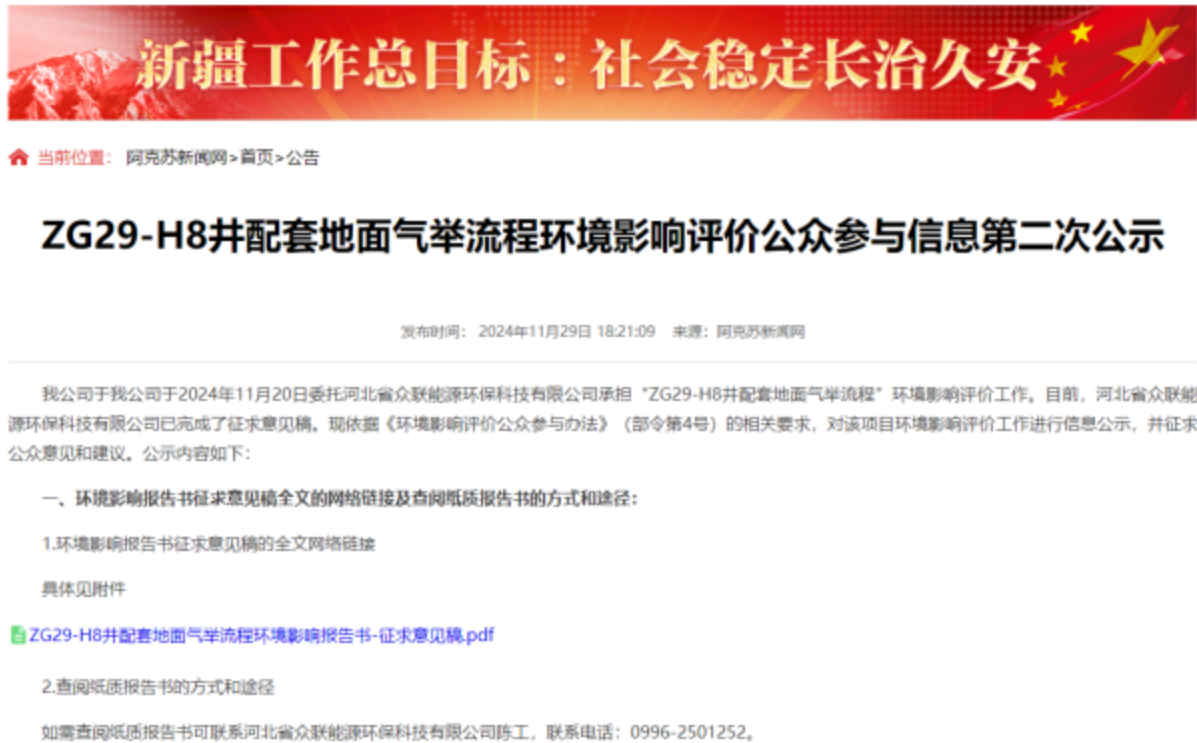 新疆工作总目标：社会稳定长治久安
当前位置： 阿克苏新闻网>首页>公告
ZG29-H8井配套地面气举流程环境影响评价公众参与信息第二次公示
发布时间： 2024年11月29日 18:21:09 来源：阿克苏新闻网
我公司于我公司于2024年11月20日委托河北省众联能源环保科技有限公司承担“ZG29-H8井配套地面气举流程”环境影响评价工作。目前，河北省众联能
源环保科技有限公司已完成了征求意见稿。现依据《环境影响评价公众参与办法》（部令第4号）的相关要求，对该项目环境影响评价工作进行信息公示，并征求
公众意见和建议。公示内容如下：
一、环境影响报告书征求意见稿全文的网络链接及查阅纸质报告书的方式和途径：
1.环境影响报告书征求意见稿的全文网络链接
具体见附件
ZG29-H8井配套地面气举流程环境影响报告书-征求意见稿.pdf
2.查阅纸质报告书的方式和途径
如需查阅纸质报告书可联系河北省众联能源环保科技有限公司陈工，联系电话：0996-2501252。